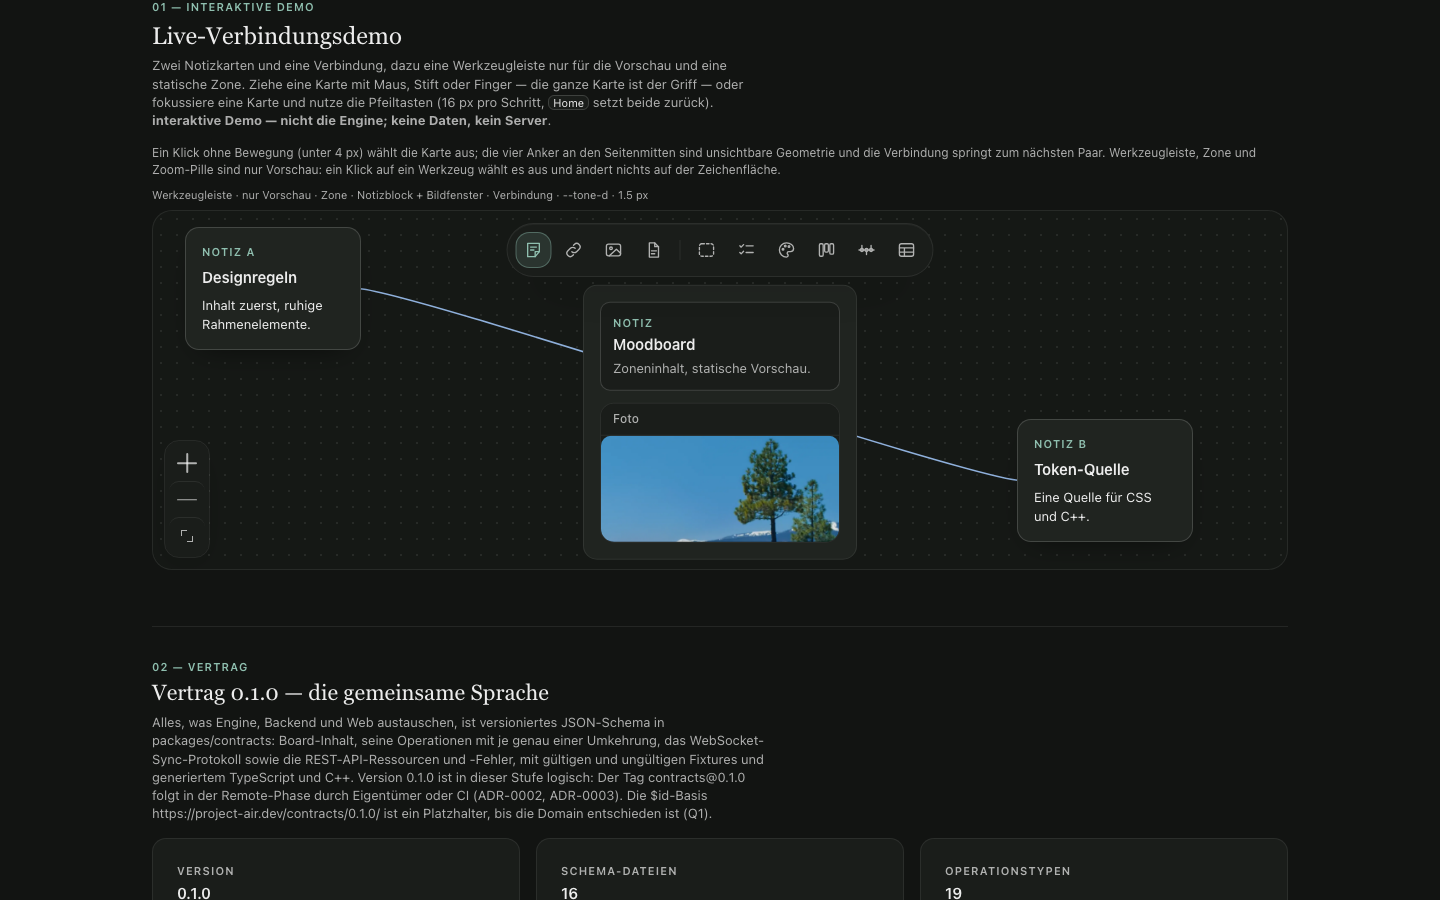 01 — INTERAKTIVE DEMO
Live-Verbindungsdemo
Zwei Notizkarten und eine Verbindung, dazu eine Werkzeugleiste nur für die Vorschau und eine
statische Zone. Ziehe eine Karte mit Maus, Stift oder Finger — die ganze Karte ist der Griff — oder
fokussiere eine Karte und nutze die Pfeiltasten (16 px pro Schritt, Home setzt beide zurück).
interaktive Demo — nicht die Engine; keine Daten, kein Server.
Ein Klick ohne Bewegung (unter 4 px) wählt die Karte aus; die vier Anker an den Seitenmitten sind unsichtbare Geometrie und die Verbindung springt zum nächsten Paar. Werkzeugleiste, Zone und
Zoom-Pille sind nur Vorschau: ein Klick auf ein Werkzeug wählt es aus und ändert nichts auf der Zeichenfläche.
Werkzeugleiste · nur Vorschau · Zone · Notizblock + Bildfenster · Verbindung · --tone-d · 1.5 px
NOTIZ A
Designregeln
Inhalt zuerst, ruhige
Rahmenelemente.
NOTIZ
Moodboard
Zoneninhalt, statische Vorschau.
Foto
NOTIZ B
Token-Quelle
Eine Quelle für CSS
und C++.
02 — VERTRAG
Vertrag 0.1.0 — die gemeinsame Sprache
Alles, was Engine, Backend und Web austauschen, ist versioniertes JSON-Schema in
packages/contracts: Board-Inhalt, seine Operationen mit je genau einer Umkehrung, das WebSocket-
Sync-Protokoll sowie die REST-API-Ressourcen und -Fehler, mit gültigen und ungültigen Fixtures und
generiertem TypeScript und C++. Version 0.1.0 ist in dieser Stufe logisch: Der Tag contracts@0.1.0
folgt in der Remote-Phase durch Eigentümer oder CI (ADR-0002, ADR-0003). Die $id-Basis
https://project-air.dev/contracts/0.1.0/ ist ein Platzhalter, bis die Domain entschieden ist (Q1).
VERSION
0.1.0
SCHEMA-DATEIEN
16
OPERATIONSTYPEN
19